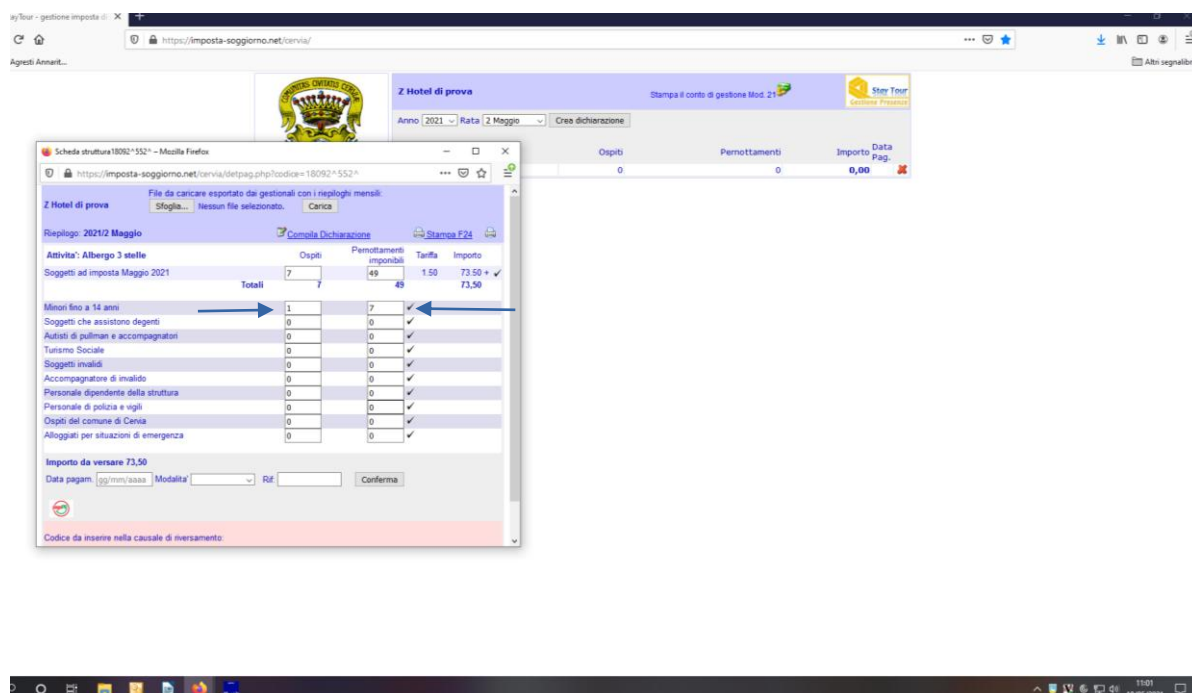 ayTour - gestione imposta di
https://imposta-soggiorno.net/cervia/
Agresti Annarit...
Altri segnalibri
COMUNITAS CIVITATIS CERVIAE
Z Hotel di prova
Stampa il conto di gestione Mod. 21
Stay Tour
Gestione Presenze
Anno 2021 Rata 2 Maggio Crea dichiarazione
Ospiti Pernottamenti Importo Data Pag.
0 0 0,00
Scheda struttura18092^552^ – Mozilla Firefox
https://imposta-soggiorno.net/cervia/detpag.php?codice=18092^552^
File da caricare esportato dai gestionali con i riepiloghi mensili:
Z Hotel di prova Sfoglia... Nessun file selezionato. Carica
Riepilogo: 2021/2 Maggio Compila Dichiarazione Stampa F24
Attivita': Albergo 3 stelle Ospiti Pernottamenti imponibili Tariffa Importo
Soggetti ad imposta Maggio 2021 7 49 1.50 73.50 + ✓
Totali 7 49 73,50
Minori fino a 14 anni 1 7 ✓
Soggetti che assistono degenti 0 0 ✓
Autisti di pullman e accompagnatori 0 0 ✓
Turismo Sociale 0 0 ✓
Soggetti invalidi 0 0 ✓
Accompagnatore di invalido 0 0 ✓
Personale dipendente della struttura 0 0 ✓
Personale di polizia e vigili 0 0 ✓
Ospiti del comune di Cervia 0 0 ✓
Alloggiati per situazioni di emergenza 0 0 ✓
Importo da versare 73,50
Data pagam. gg/mm/aaaa Modalita' Rif. Conferma
Codice da inserire nella causale di riversamento:
11:01